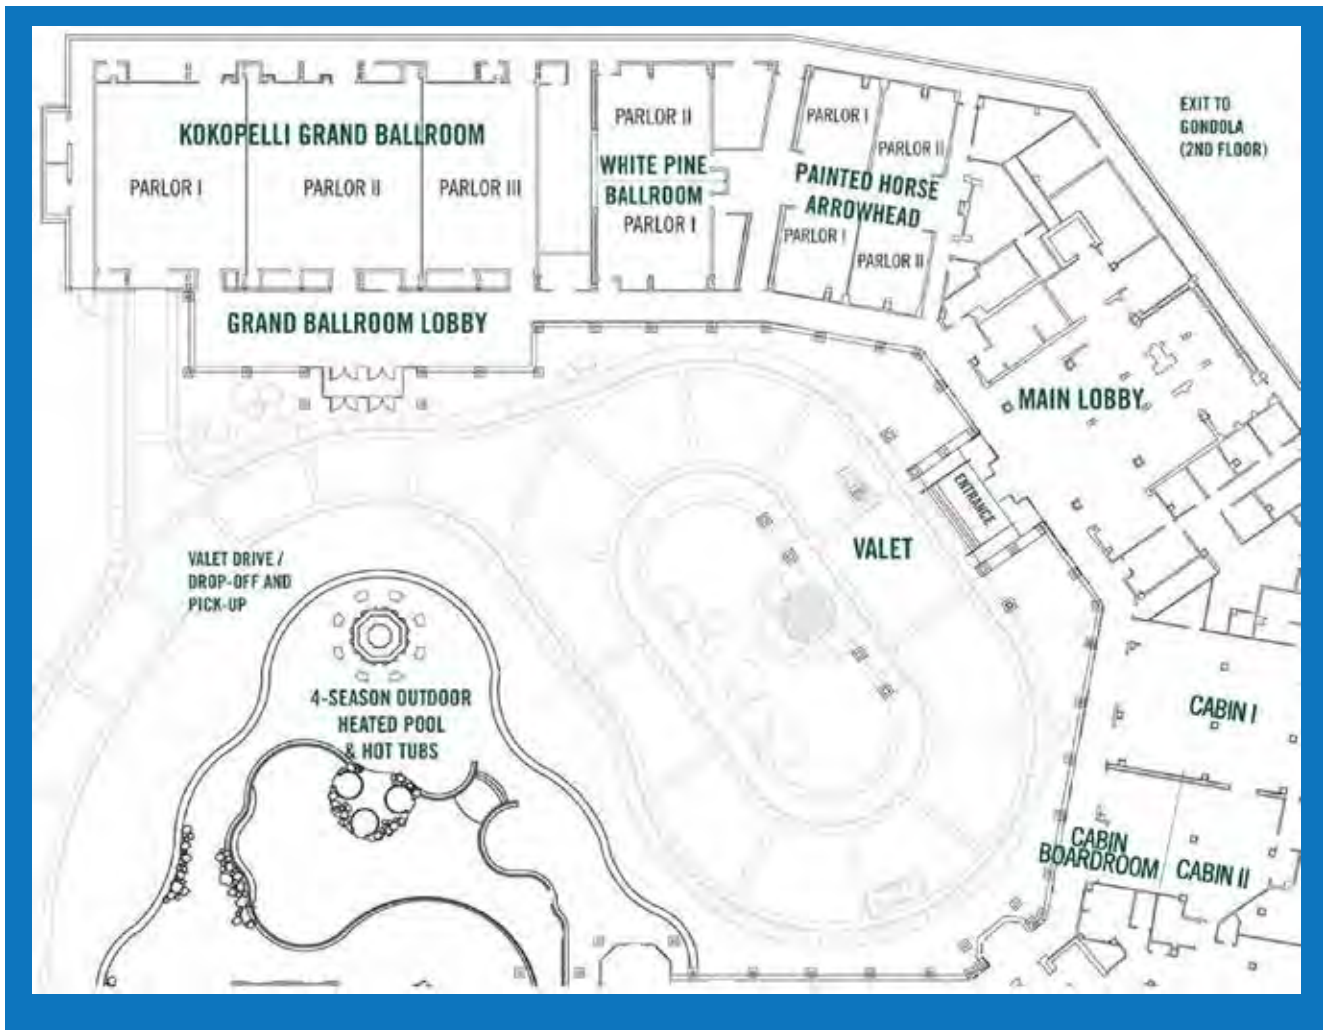 EXIT TO
GONDOLA
(2ND FLOOR)
KOKOPELLI GRAND BALLROOM
PARLOR I
PARLOR II
PARLOR III
PARLOR II
WHITE PINE
BALLROOM
PARLOR I
PARLOR I
PARLOR II
PAINTED HORSE
ARROWHEAD
PARLOR I
PARLOR II
GRAND BALLROOM LOBBY
MAIN LOBBY
ENTRANCE
VALET
VALET DRIVE /
DROP-OFF AND
PICK-UP
4-SEASON OUTDOOR
HEATED POOL
& HOT TUBS
CABIN I
CABIN
BOARDROOM
CABIN II